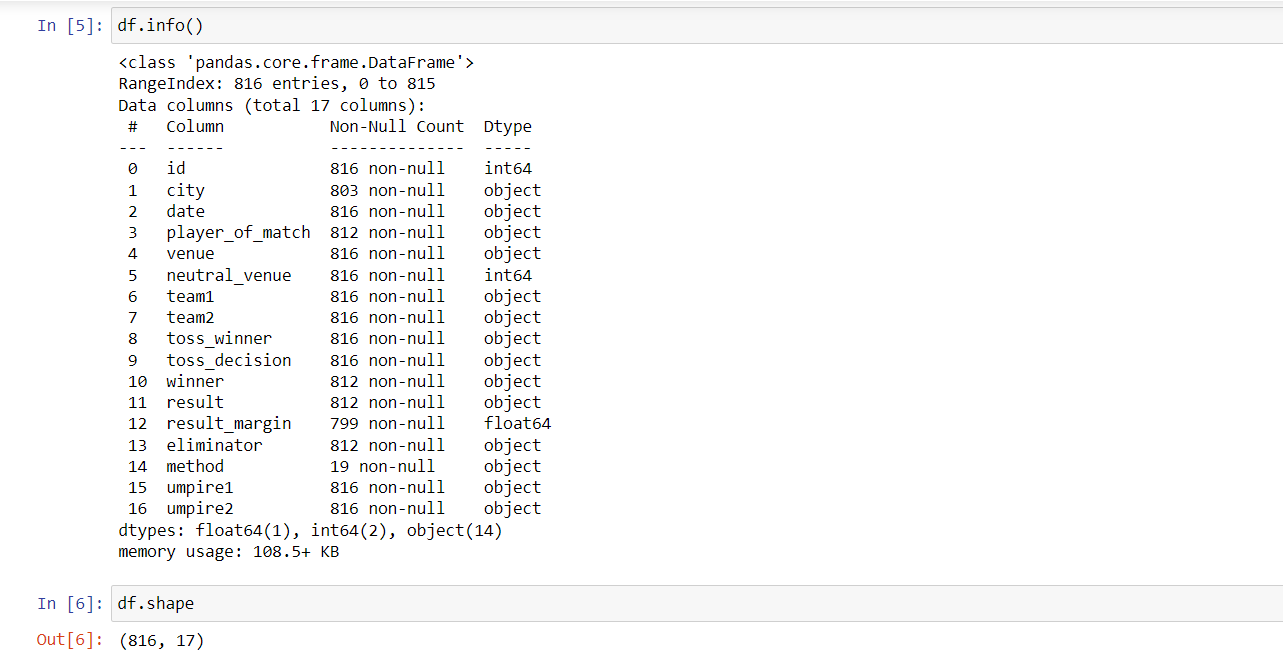 In [5]: df.info()
<class 'pandas.core.frame.DataFrame'>
RangeIndex: 816 entries, 0 to 815
Data columns (total 17 columns):
 #   Column           Non-Null Count  Dtype
---  ------           --------------  -----
 0   id               816 non-null    int64
 1   city             803 non-null    object
 2   date             816 non-null    object
 3   player_of_match  812 non-null    object
 4   venue            816 non-null    object
 5   neutral_venue    816 non-null    int64
 6   team1            816 non-null    object
 7   team2            816 non-null    object
 8   toss_winner      816 non-null    object
 9   toss_decision    816 non-null    object
 10  winner           812 non-null    object
 11  result           812 non-null    object
 12  result_margin    799 non-null    float64
 13  eliminator       812 non-null    object
 14  method           19 non-null     object
 15  umpire1          816 non-null    object
 16  umpire2          816 non-null    object
dtypes: float64(1), int64(2), object(14)
memory usage: 108.5+ KB
In [6]: df.shape
Out[6]: (816, 17)